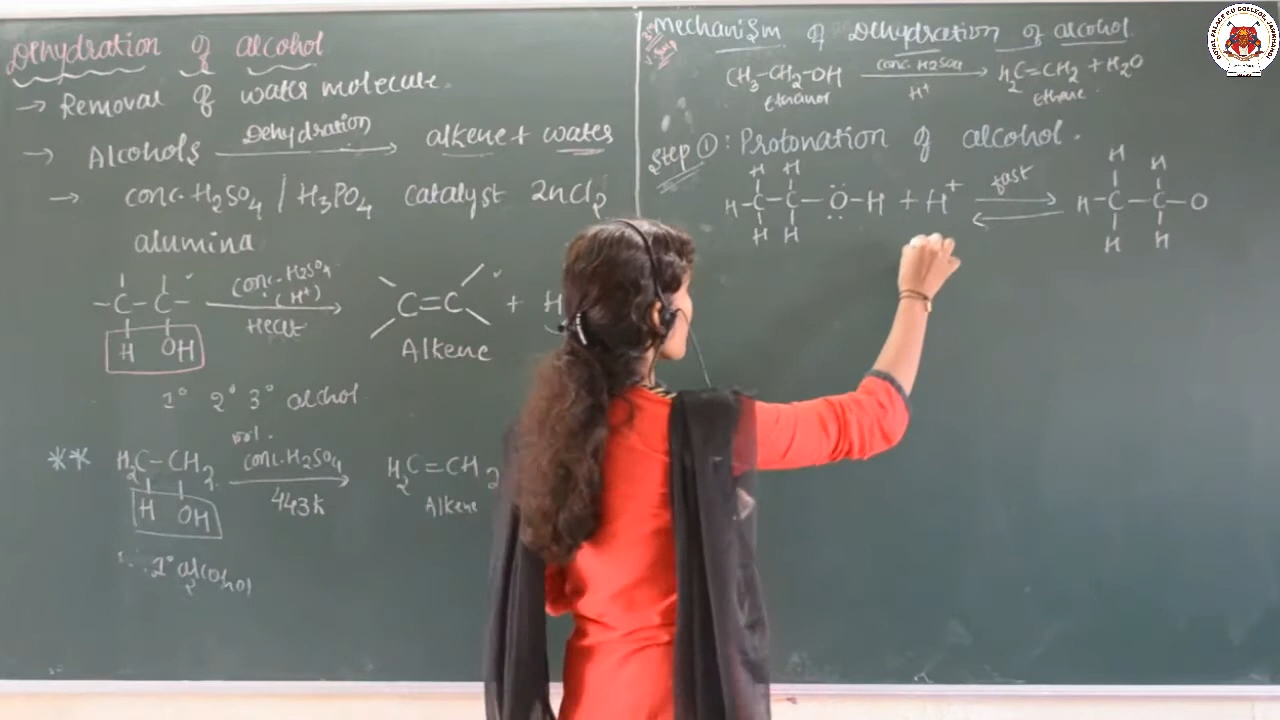 Dehydration of alcohol
→ Removal of water molecule.
→ Alcohols Dehydration → alkene + water
→ conc. H2SO4 / H3PO4 catalyst ZnCl2
alumina
–C–C– conc. H2SO4 (H+) → C=C + H
H OH Heat Alkene
1° 2° 3° alchol
** H2C–CH2 conc. H2SO4 → H2C=CH2
H OH 443k Alkene
1° alcohol
Mechanism of Dehydration of alcohol
CH3–CH2–OH conc. H2SO4 → H2C=CH2 + H2O
Ethanol H+ Ethane
Step ①: Protonation of alcohol.
H H H H
H–C–C–Ö–H + H+ fast ⇌ H–C–C–O
H H H H